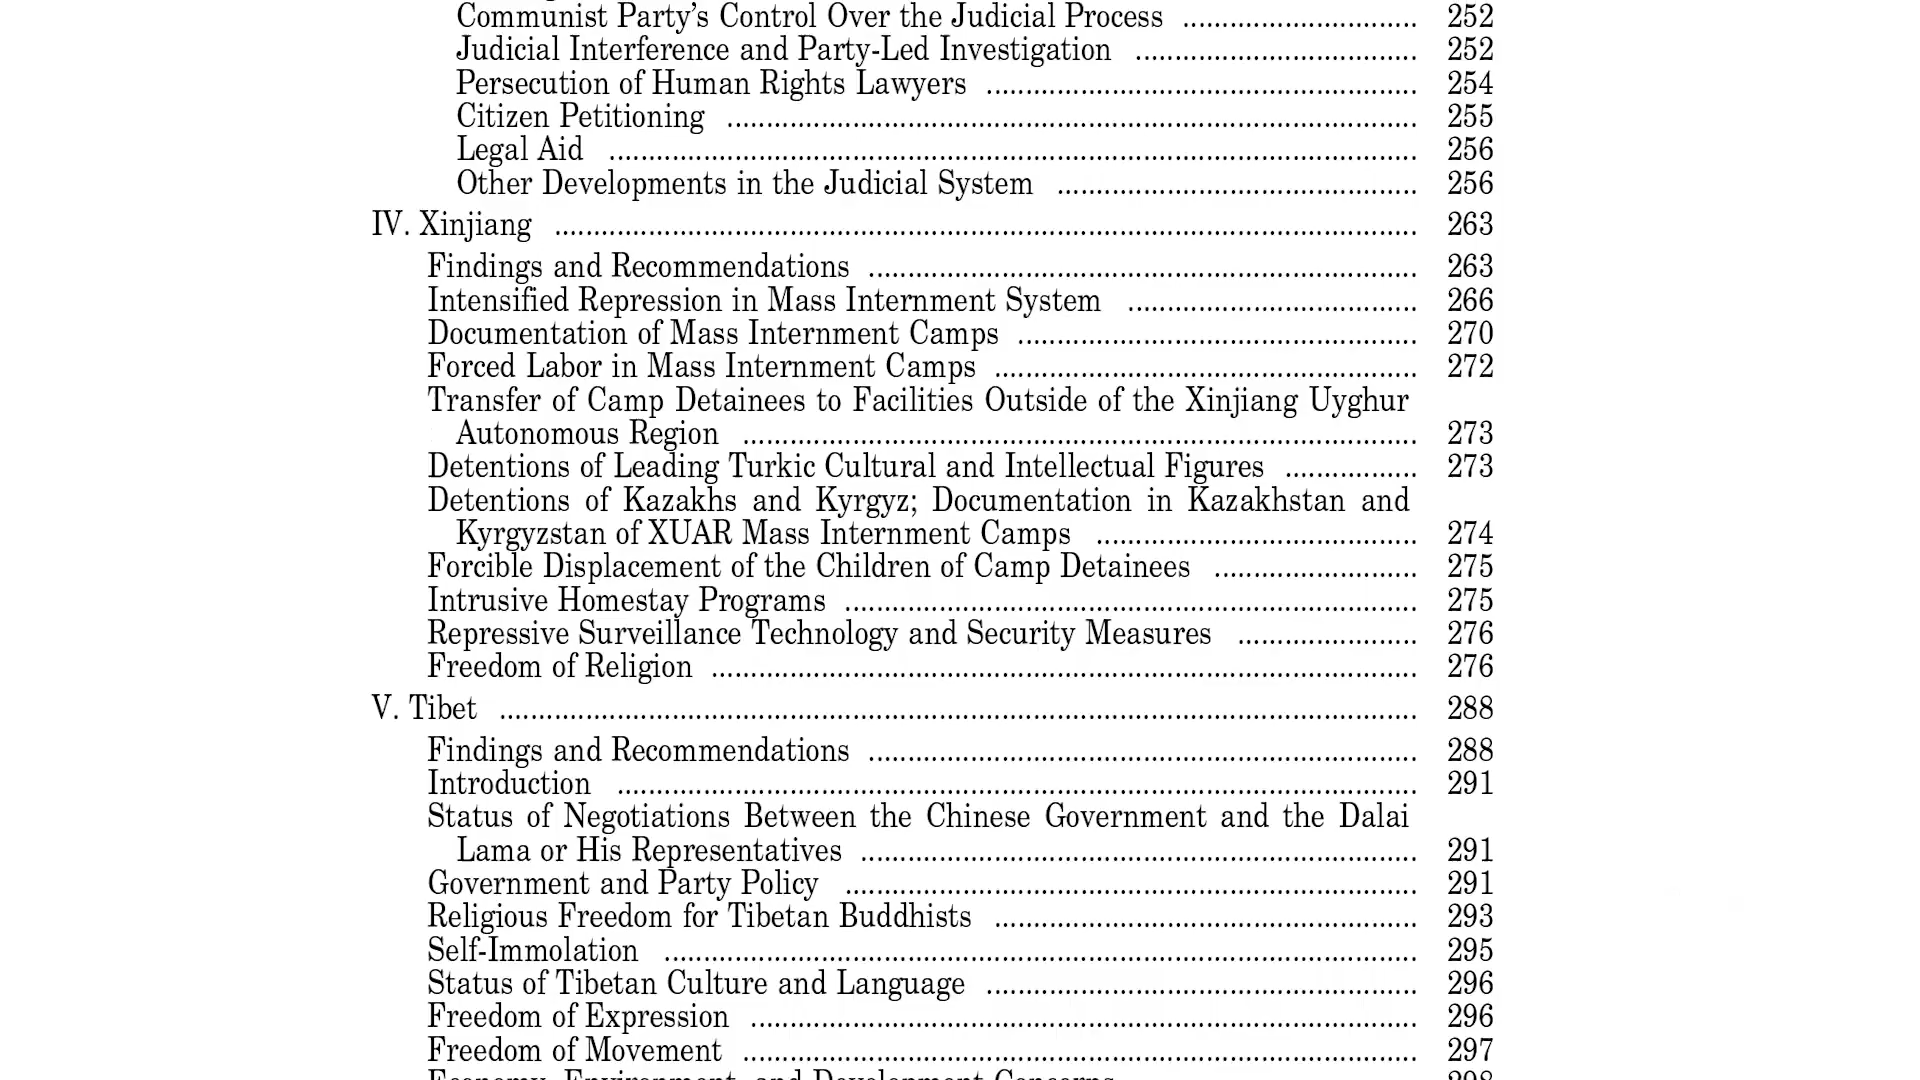 Communist Party's Control Over the Judicial Process ................................ 252
Judicial Interference and Party-Led Investigation ...................................... 252
Persecution of Human Rights Lawyers ......................................................... 254
Citizen Petitioning ........................................................................................... 255
Legal Aid ........................................................................................................... 256
Other Developments in the Judicial System ................................................ 256
IV. Xinjiang .................................................................................................................. 263
Findings and Recommendations ......................................................................... 263
Intensified Repression in Mass Internment System ....................................... 266
Documentation of Mass Internment Camps ..................................................... 270
Forced Labor in Mass Internment Camps ........................................................ 272
Transfer of Camp Detainees to Facilities Outside of the Xinjiang Uyghur
Autonomous Region ......................................................................................... 273
Detentions of Leading Turkic Cultural and Intellectual Figures .................. 273
Detentions of Kazakhs and Kyrgyz; Documentation in Kazakhstan and
Kyrgyzstan of XUAR Mass Internment Camps ........................................... 274
Forcible Displacement of the Children of Camp Detainees ........................... 275
Intrusive Homestay Programs ............................................................................ 275
Repressive Surveillance Technology and Security Measures ........................ 276
Freedom of Religion ............................................................................................. 276
V. Tibet ......................................................................................................................... 288
Findings and Recommendations ......................................................................... 288
Introduction ......................................................................................................... 291
Status of Negotiations Between the Chinese Government and the Dalai
Lama or His Representatives .......................................................................... 291
Government and Party Policy ............................................................................ 291
Religious Freedom for Tibetan Buddhists ........................................................ 293
Self-Immolation ................................................................................................... 295
Status of Tibetan Culture and Language ......................................................... 296
Freedom of Expression ........................................................................................ 296
Freedom of Movement ......................................................................................... 297
Economy, Environment, and Development Concerns ..................................... 298